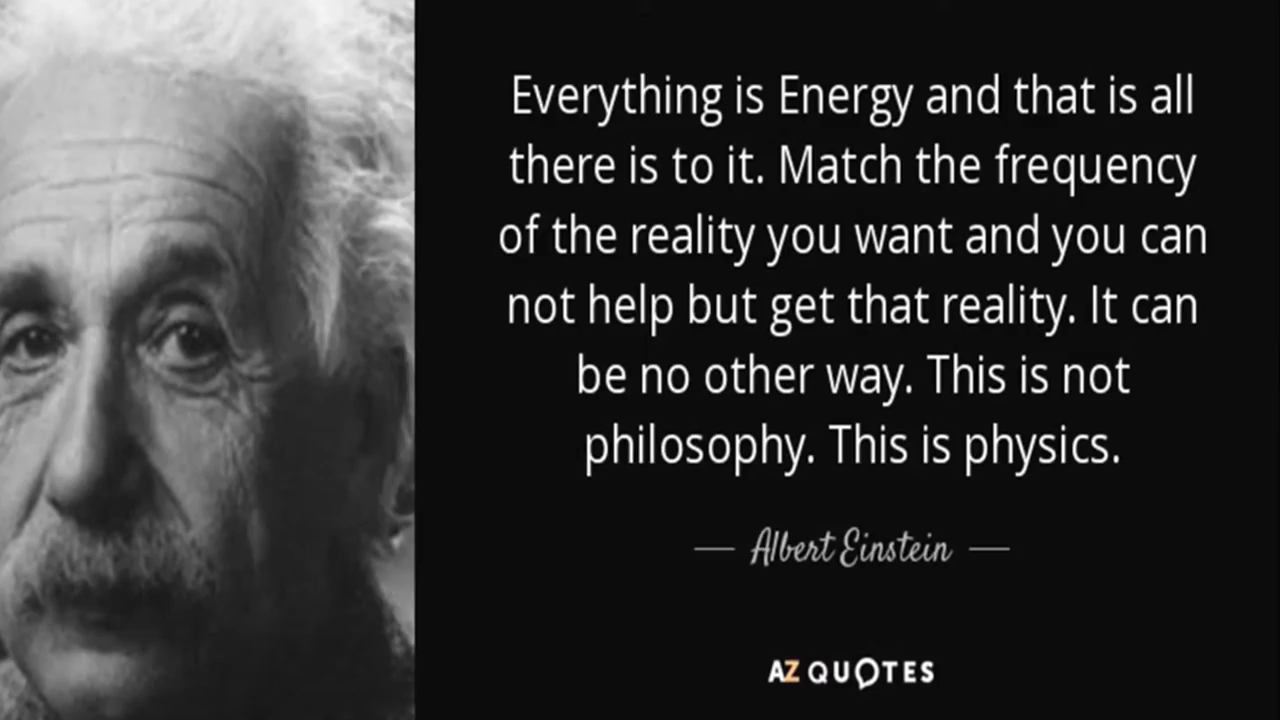 Everything is Energy and that is all
there is to it. Match the frequency
of the reality you want and you can
not help but get that reality. It can
be no other way. This is not
philosophy. This is physics.
— Albert Einstein —
AZ QUOTES